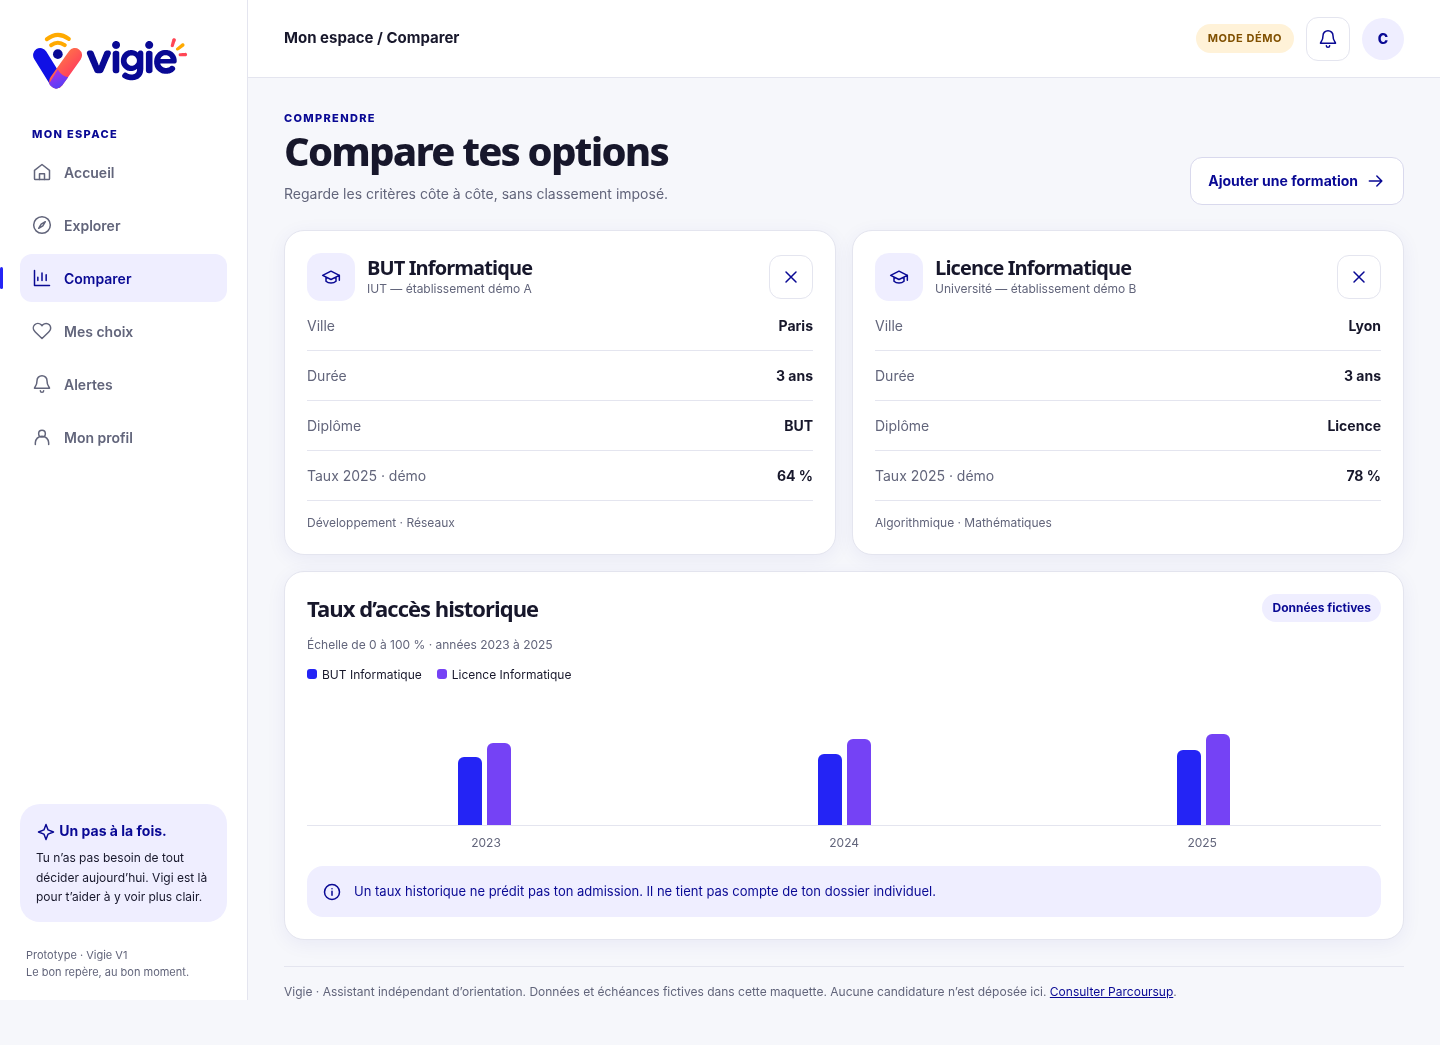 vigie
MON ESPACE
Accueil
Explorer
Comparer
Mes choix
Alertes
Mon profil
Un pas à la fois.
Tu n’as pas besoin de tout
décider aujourd’hui. Vigi est là
pour t’aider à y voir plus clair.
Prototype · Vigie V1
Le bon repère, au bon moment.
Mon espace / Comparer
MODE DÉMO
C
COMPRENDRE
Compare tes options
Regarde les critères côte à côte, sans classement imposé.
Ajouter une formation
BUT Informatique
IUT — établissement démo A
Ville Paris
Durée 3 ans
Diplôme BUT
Taux 2025 · démo 64 %
Développement · Réseaux
Licence Informatique
Université — établissement démo B
Ville Lyon
Durée 3 ans
Diplôme Licence
Taux 2025 · démo 78 %
Algorithmique · Mathématiques
Taux d’accès historique
Données fictives
Échelle de 0 à 100 % · années 2023 à 2025
BUT Informatique Licence Informatique
2023 2024 2025
Un taux historique ne prédit pas ton admission. Il ne tient pas compte de ton dossier individuel.
Vigie · Assistant indépendant d’orientation. Données et échéances fictives dans cette maquette. Aucune candidature n’est déposée ici. Consulter Parcoursup.